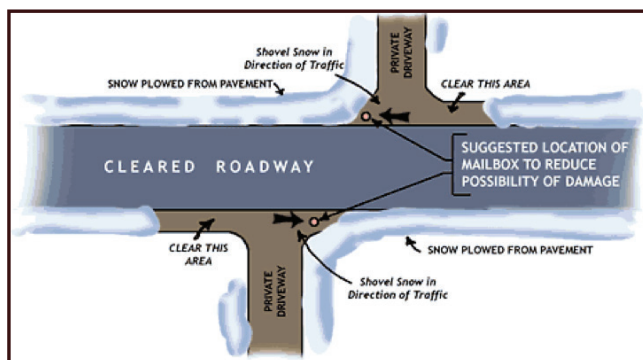 Shovel Snow in
Direction of Traffic
PRIVATE
DRIVEWAY
SNOW PLOWED FROM PAVEMENT
CLEAR THIS AREA
CLEARED ROADWAY
SUGGESTED LOCATION OF
MAILBOX TO REDUCE
POSSIBILITY OF DAMAGE
CLEAR THIS
AREA
SNOW PLOWED FROM PAVEMENT
PRIVATE
DRIVEWAY
Shovel Snow in
Direction of Traffic